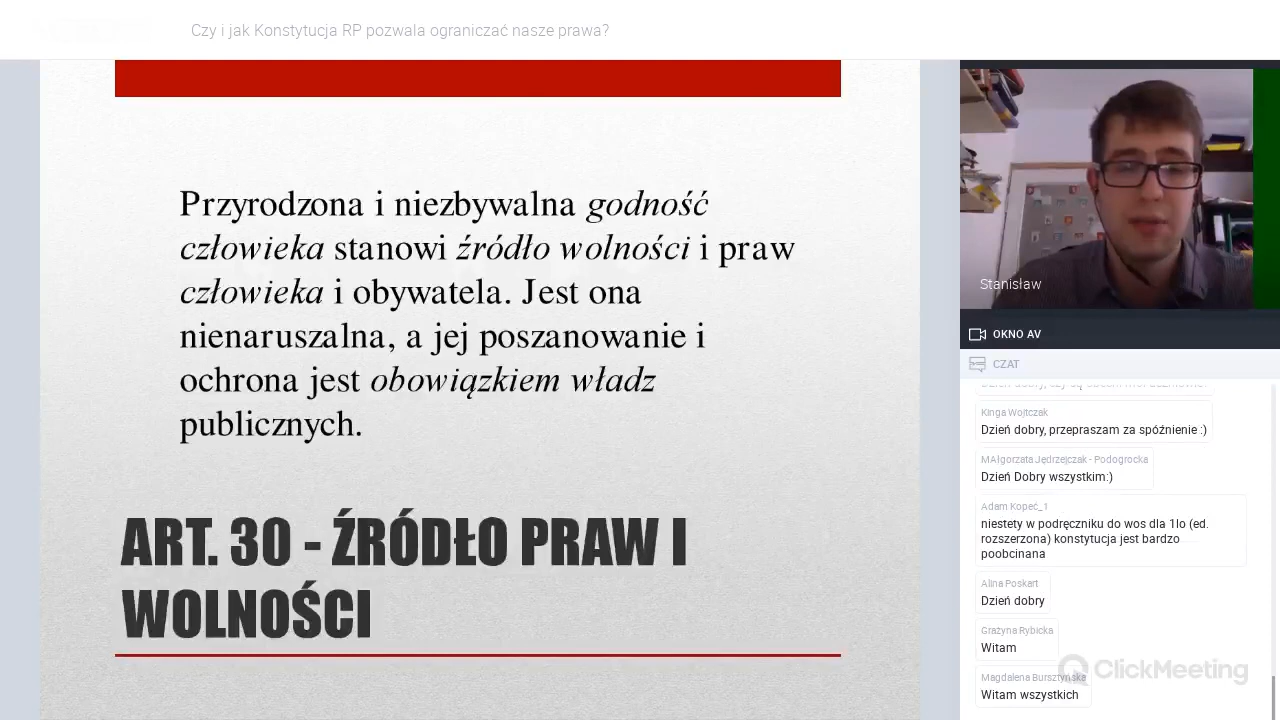 Czy i jak Konstytucja RP pozwala ograniczać nasze prawa?
Przyrodzona i niezbywalna godność
człowieka stanowi źródło wolności i praw
człowieka i obywatela. Jest ona
nienaruszalna, a jej poszanowanie i
ochrona jest obowiązkiem władz
publicznych.
ART. 30 - ŹRÓDŁO PRAW I
WOLNOŚCI
Stanisław
OKNO AV
CZAT
Kinga Wojtczak
Dzień dobry, przepraszam za spóźnienie :)
MAłgorzata Jędrzejczak - Podogrocka
Dzień Dobry wszystkim:)
Adam Kopeć_1
niestety w podręczniku do wos dla 1lo (ed.
rozszerzona) konstytucja jest bardzo
poobcinana
Alina Poskart
Dzień dobry
Grażyna Rybicka
Witam
Magdalena Bursztyńska
Witam wszystkich
ClickMeeting